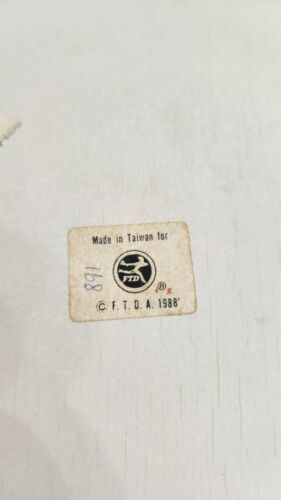 Made in Taiwan for
891
FTD
®
©. F. T. D. A. 1988'